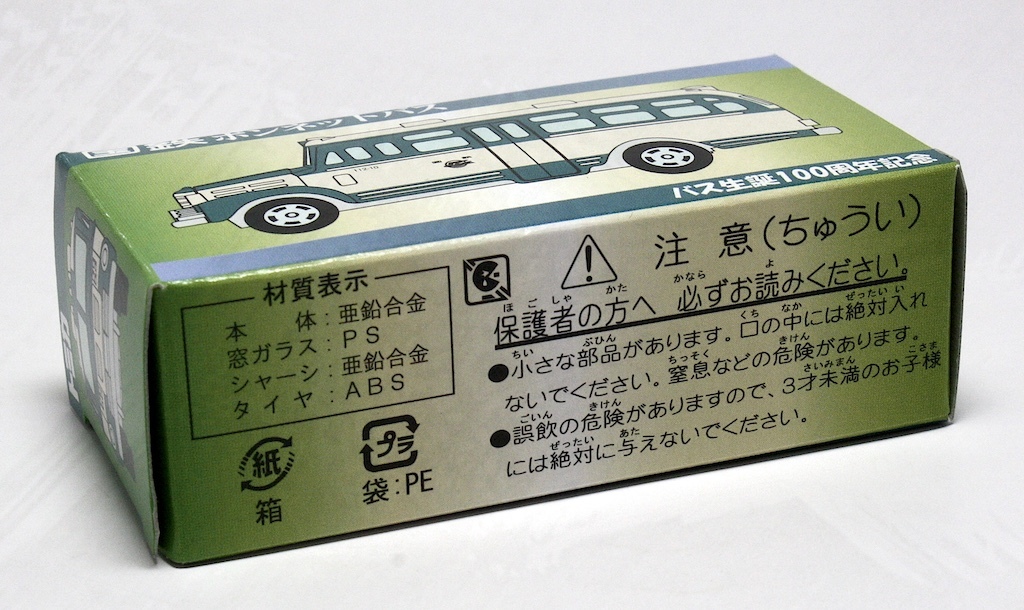 国鉄ボンネットバス
バス生誕100周年記念
材質表示
本　　体：亜鉛合金
窓ガラス：PS
シャーシ：亜鉛合金
タイヤ：ABS
紙
箱
プラ
袋：PE
注意（ちゅうい）
保護者の方へ 必ずお読みください。
●小さな部品があります。口の中には絶対入れ
ないでください。窒息などの危険があります。
●誤飲の危険がありますので、3才未満のお子様
には絶対に与えないでください。